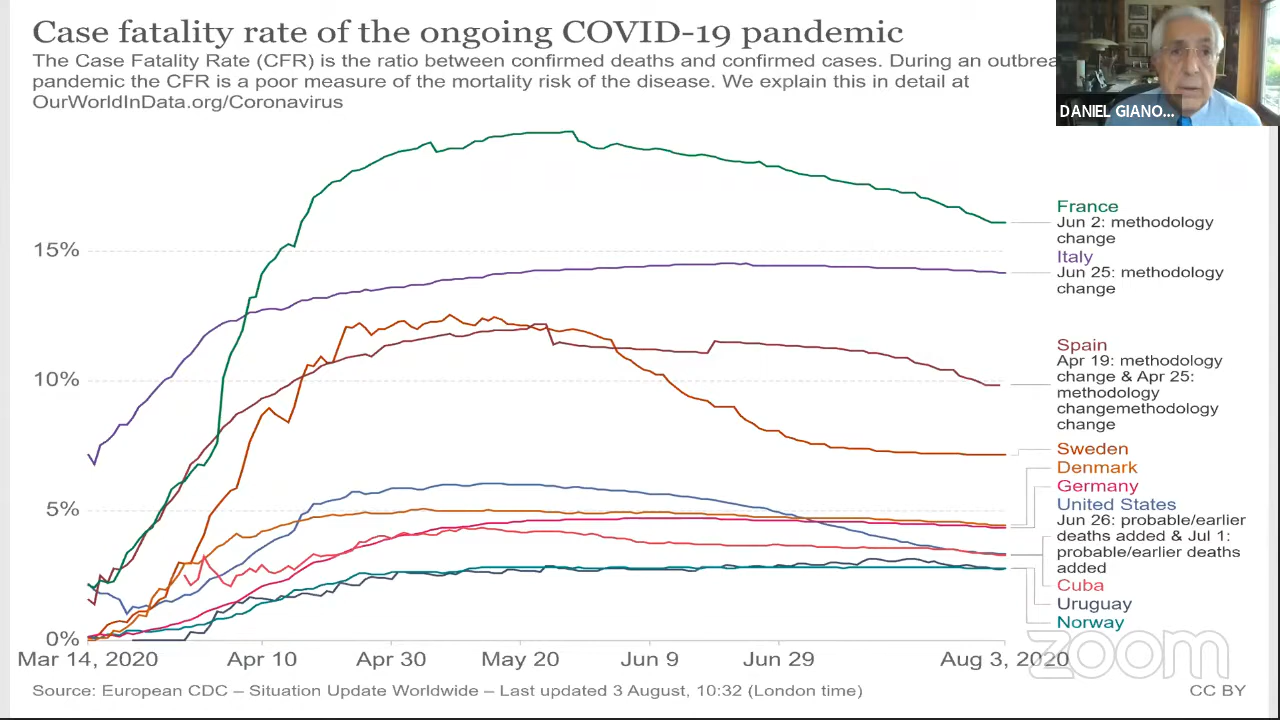 Case fatality rate of the ongoing COVID-19 pandemic
The Case Fatality Rate (CFR) is the ratio between confirmed deaths and confirmed cases. During an outbrea
pandemic the CFR is a poor measure of the mortality risk of the disease. We explain this in detail at
OurWorldInData.org/Coronavirus
DANIEL GIANO...
15%
10%
5%
0%
France
Jun 2: methodology
change
Italy
Jun 25: methodology
change
Spain
Apr 19: methodology
change & Apr 25:
methodology
changemethodology
change
Sweden
Denmark
Germany
United States
Jun 26: probable/earlier
deaths added & Jul 1:
probable/earlier deaths
added
Cuba
Uruguay
Norway
Mar 14, 2020 Apr 10 Apr 30 May 20 Jun 9 Jun 29 Aug 3, 2020
zoom
Source: European CDC – Situation Update Worldwide – Last updated 3 August, 10:32 (London time) CC BY